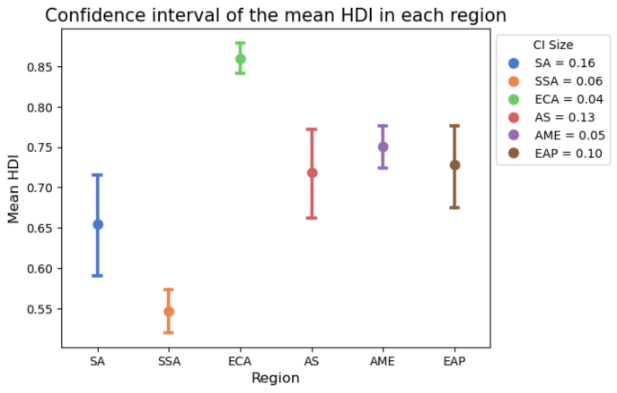 Confidence interval of the mean HDI in each region
CI Size
SA = 0.16
SSA = 0.06
ECA = 0.04
AS = 0.13
AME = 0.05
EAP = 0.10
Mean HDI
0.85
0.80
0.75
0.70
0.65
0.60
0.55
SA SSA ECA AS AME EAP
Region